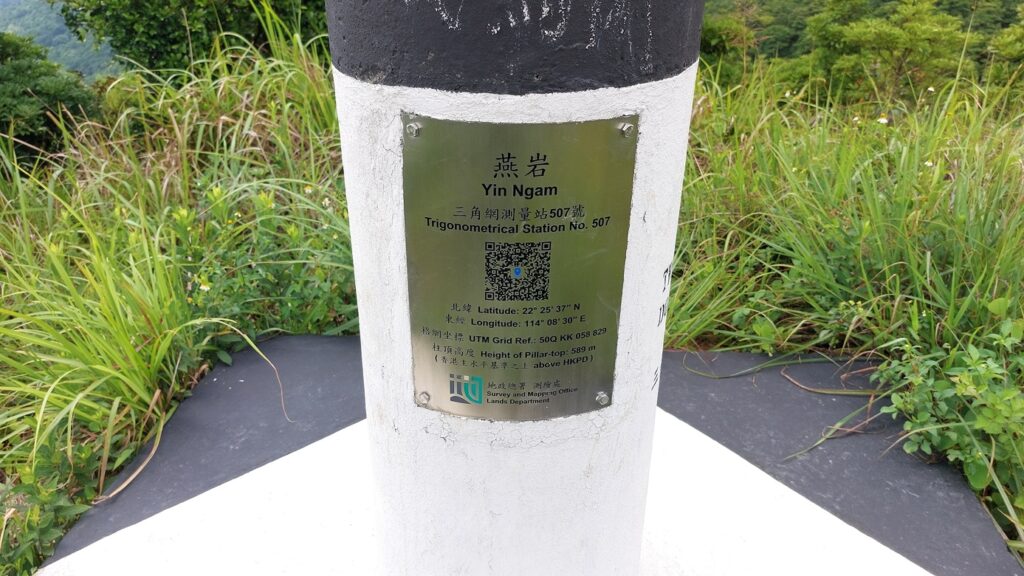 燕岩
Yin Ngam
三角網測量站507號
Trigonometrical Station No. 507
北緯 Latitude: 22° 25' 37" N
東經 Longitude: 114° 08' 30" E
格網坐標 UTM Grid Ref.: 50Q KK 058 829
柱頂高度 Height of Pillar-top: 589 m
(香港主水平基準之上 above HKPD)
地政總署 測繪處
Survey and Mapping Office
Lands Department